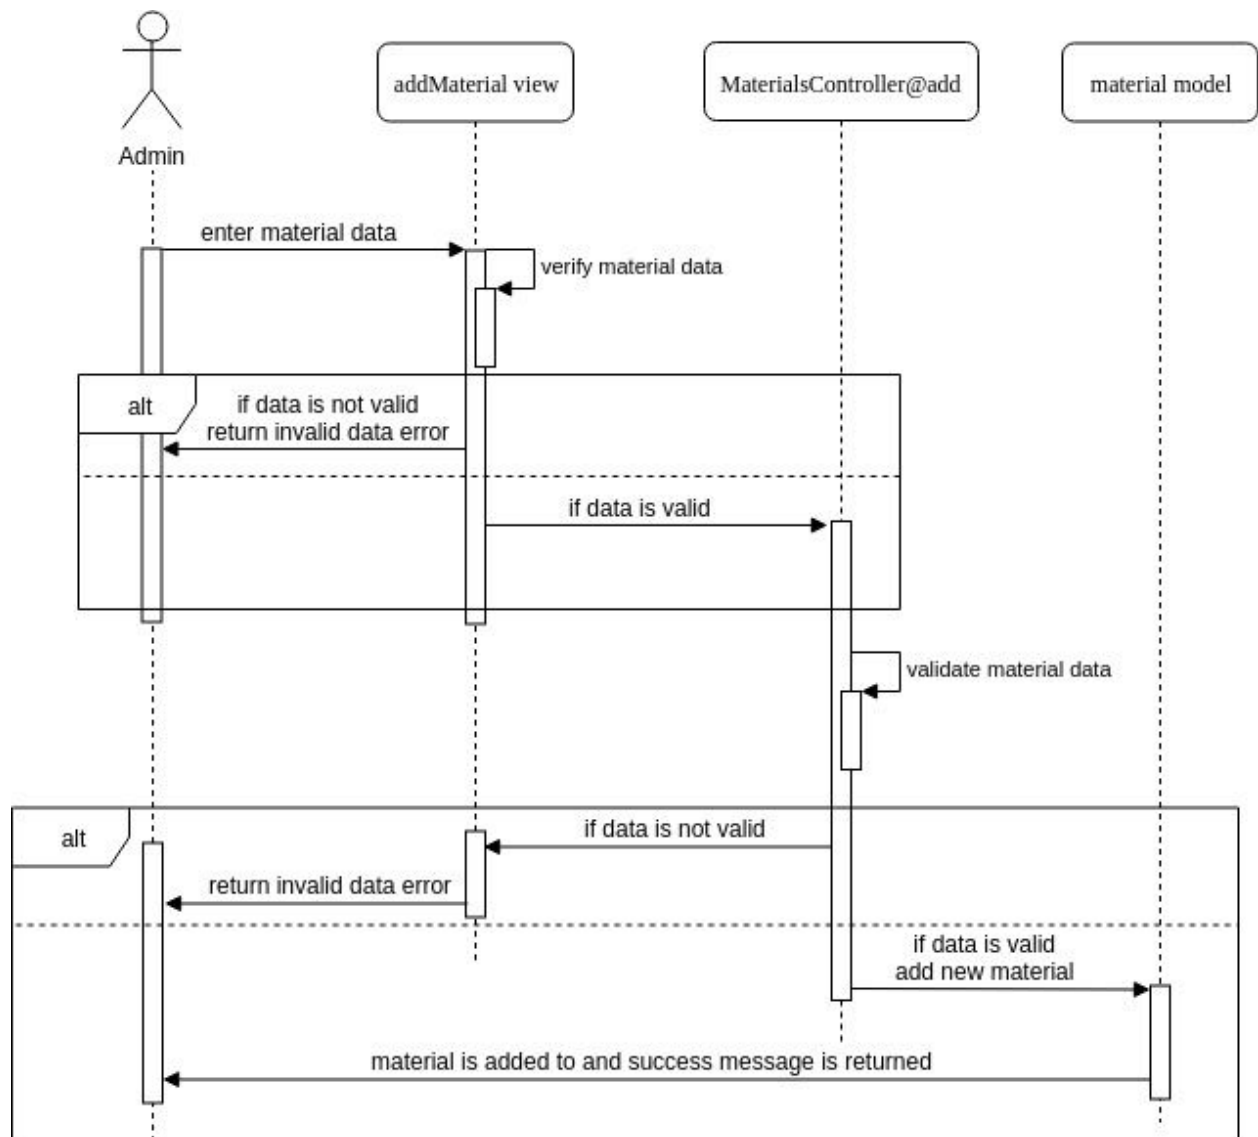 addMaterial view
MaterialsController@add
material model
Admin
enter material data
verify material data
alt
if data is not valid
return invalid data error
if data is valid
validate material data
alt
if data is not valid
return invalid data error
if data is valid
add new material
material is added to and success message is returned